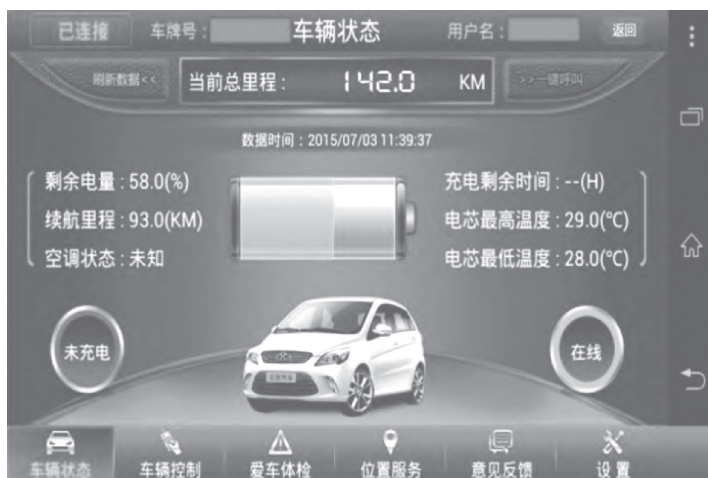 已连接 车牌号: 车辆状态 用户名: 返回
刷新数据<< 当前总里程: 142.0 KM >>一键呼叫
数据时间:2015/07/03 11:39:37
剩余电量:58.0(%)
续航里程:93.0(KM)
空调状态:未知
充电剩余时间:--(H)
电芯最高温度:29.0(°C)
电芯最低温度:28.0(°C)
未充电
在线
车辆状态 车辆控制 爱车体检 位置服务 意见反馈 设置